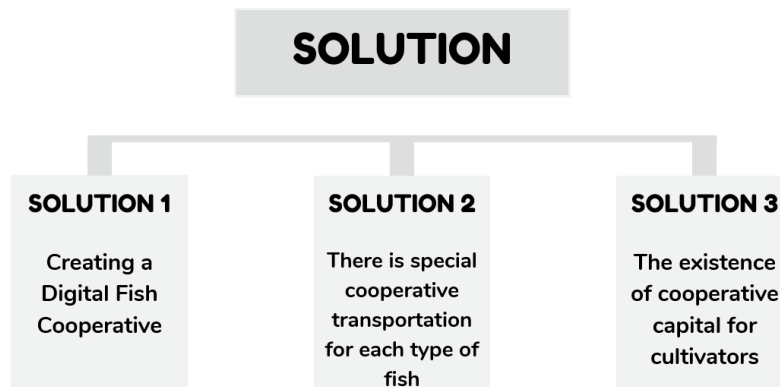 SOLUTION
SOLUTION 1
Creating a
Digital Fish
Cooperative
SOLUTION 2
There is special
cooperative
transportation
for each type of
fish
SOLUTION 3
The existence
of cooperative
capital for
cultivators